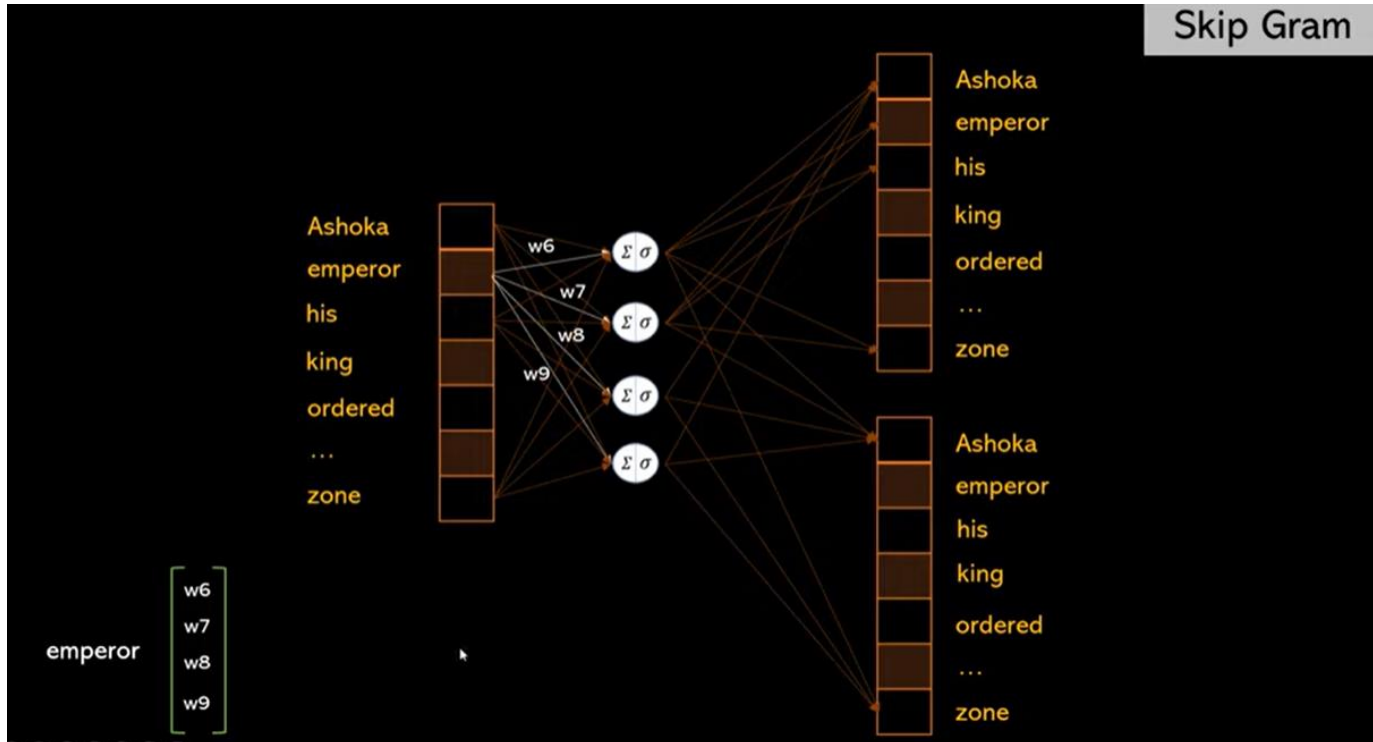 Skip Gram
Ashoka
emperor
his
king
ordered
...
zone
w6
w7
w8
w9
Σ σ
Σ σ
Σ σ
Σ σ
Ashoka
emperor
his
king
ordered
...
zone
Ashoka
emperor
his
king
ordered
...
zone
emperor
w6
w7
w8
w9